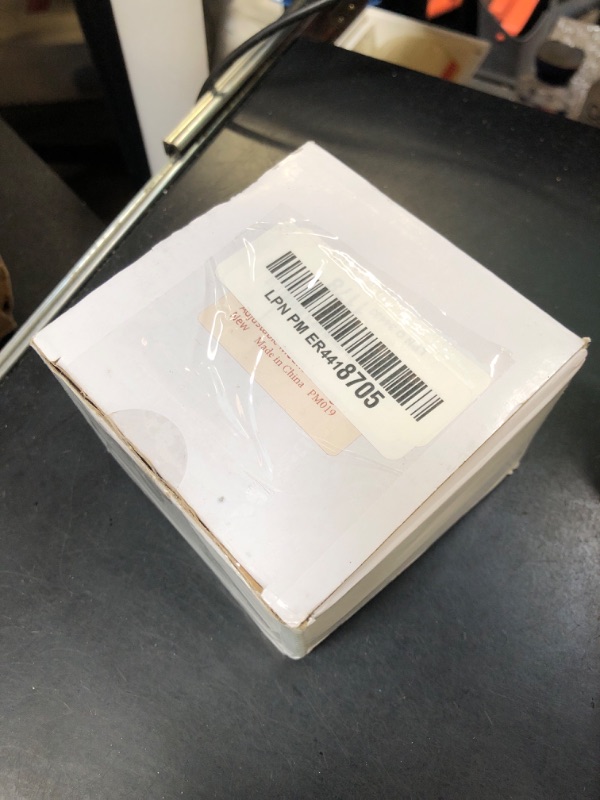 LPN PM ER4418705
New Made in China PM019